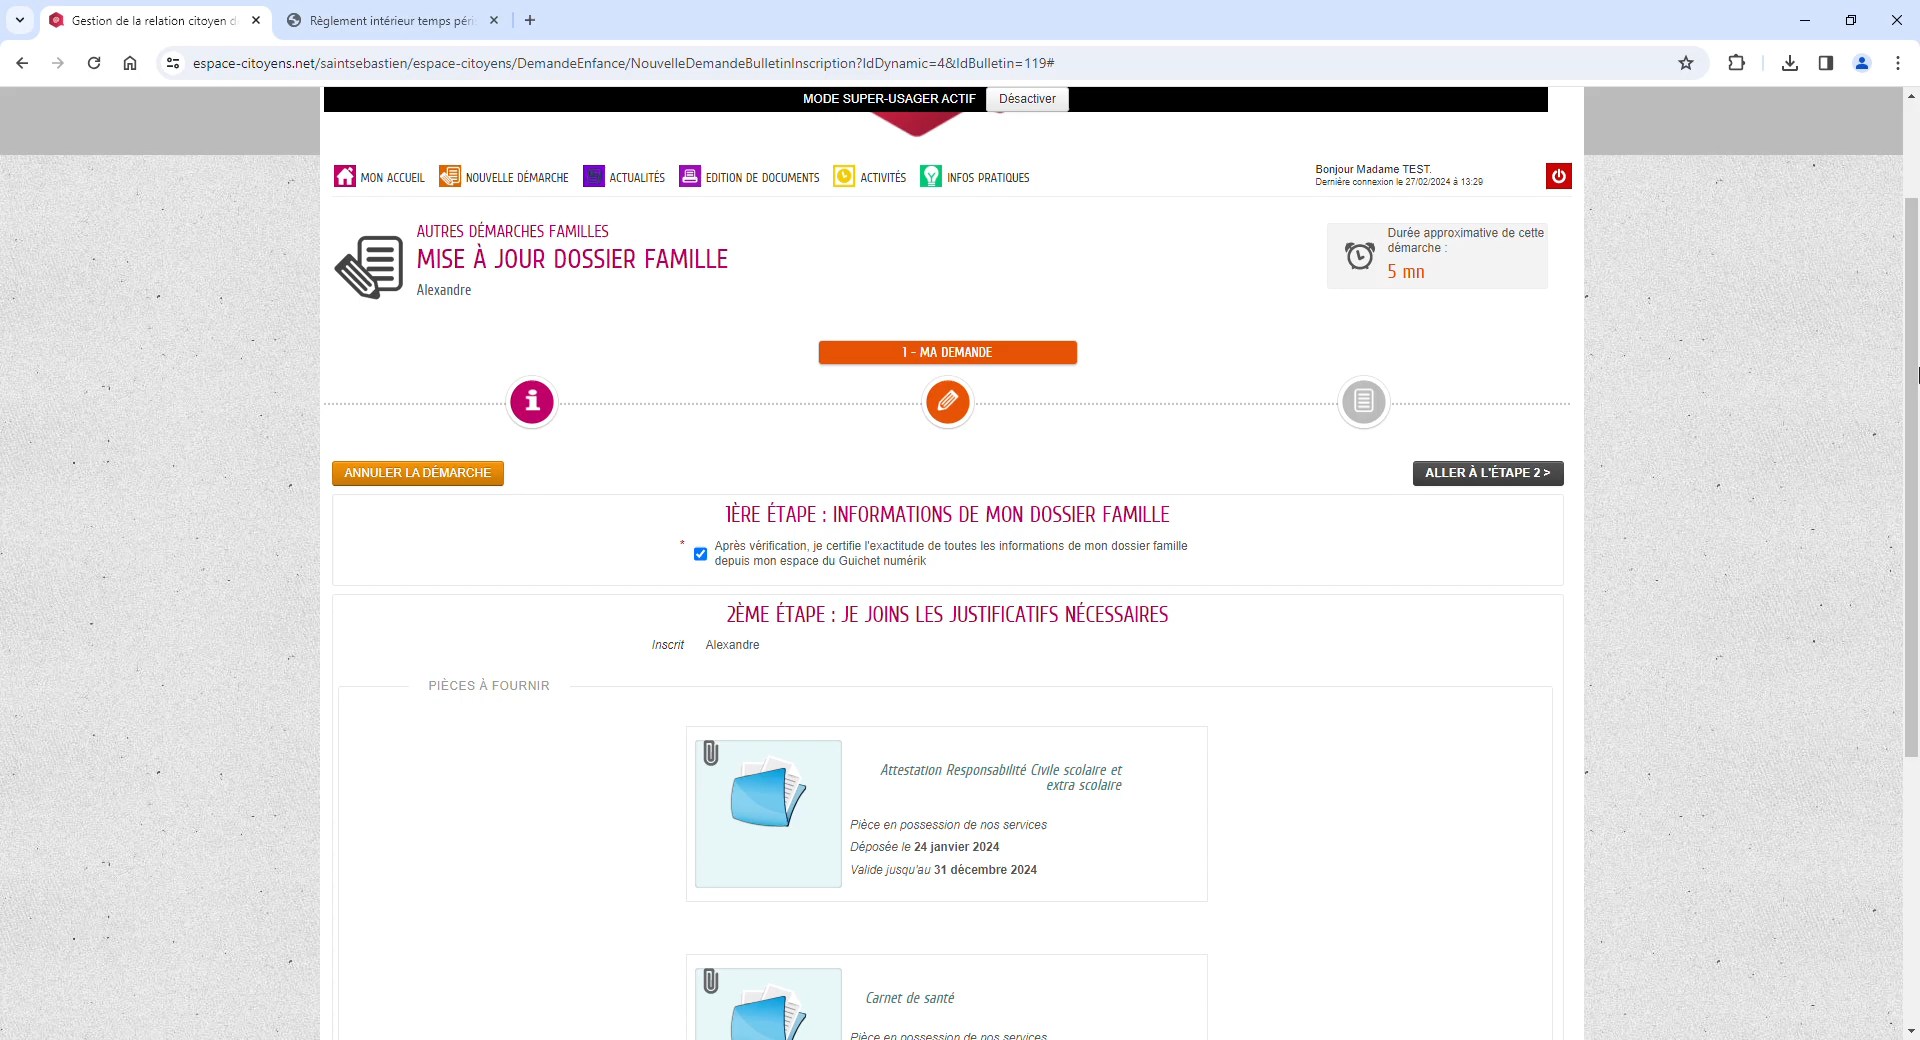 Gestion de la relation citoyen d
Règlement intérieur temps péri
espace-citoyens.net/saintsebastien/espace-citoyens/DemandeEnfance/NouvelleDemandeBulletinInscription?IdDynamic=4&IdBulletin=119#
MODE SUPER-USAGER ACTIF Désactiver
MON ACCUEIL NOUVELLE DÉMARCHE ACTUALITÉS EDITION DE DOCUMENTS ACTIVITÉS INFOS PRATIQUES
Bonjour Madame TEST.
Dernière connexion le 27/02/2024 à 13:29
AUTRES DÉMARCHES FAMILLES
MISE À JOUR DOSSIER FAMILLE
Alexandre
Durée approximative de cette
démarche :
5 mn
1 - MA DEMANDE
ANNULER LA DÉMARCHE
ALLER À L'ÉTAPE 2 >
1ÈRE ÉTAPE : INFORMATIONS DE MON DOSSIER FAMILLE
* Après vérification, je certifie l'exactitude de toutes les informations de mon dossier famille
depuis mon espace du Guichet numérik
2ÈME ÉTAPE : JE JOINS LES JUSTIFICATIFS NÉCESSAIRES
Inscrit Alexandre
PIÈCES À FOURNIR
Attestation Responsabilité Civile scolaire et
extra scolaire
Pièce en possession de nos services
Déposée le 24 janvier 2024
Valide jusqu'au 31 décembre 2024
Carnet de santé
Pièce en possession de nos services